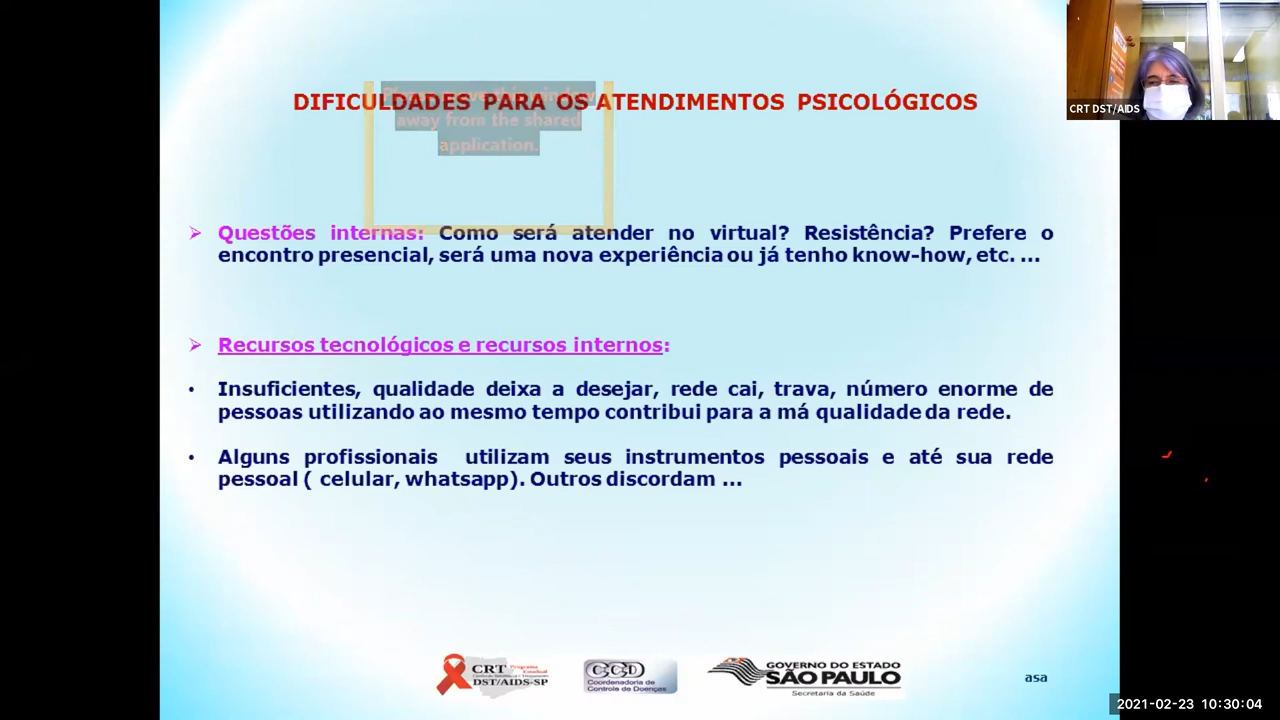 CRT DST/AIDS
DIFICULDADES PARA OS ATENDIMENTOS PSICOLÓGICOS
away from the shared
application.
➢ Questões internas: Como será atender no virtual? Resistência? Prefere o
encontro presencial, será uma nova experiência ou já tenho know-how, etc. ...
➢ Recursos tecnológicos e recursos internos:
• Insuficientes, qualidade deixa a desejar, rede cai, trava, número enorme de
pessoas utilizando ao mesmo tempo contribui para a má qualidade da rede.
• Alguns profissionais utilizam seus instrumentos pessoais e até sua rede
pessoal ( celular, whatsapp). Outros discordam ...
CRT Programa Estadual
DST/AIDS-SP
CCD
Coordenadoria de
Controle de Doenças
GOVERNO DO ESTADO
SÃO PAULO
Secretaria da Saúde
asa
2021-02-23 10:30:04